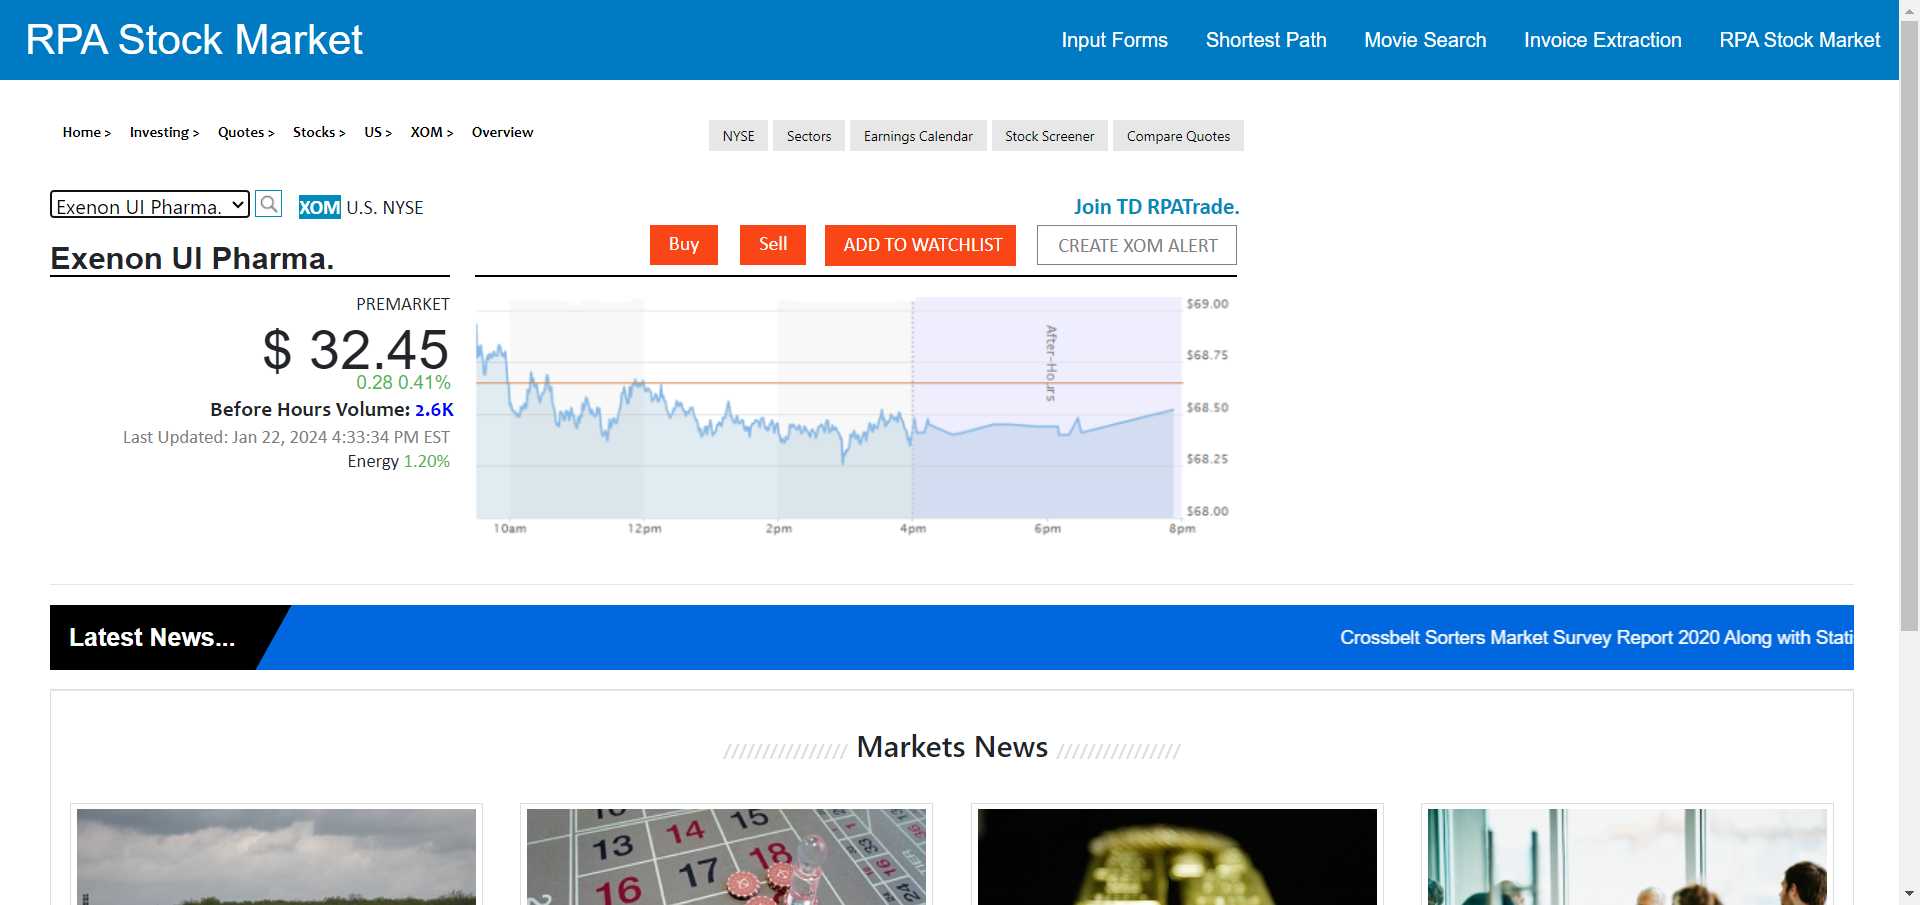 RPA Stock Market
Input Forms Shortest Path Movie Search Invoice Extraction RPA Stock Market
Home > Investing > Quotes > Stocks > US > XOM > Overview
NYSE Sectors Earnings Calendar Stock Screener Compare Quotes
Exenon UI Pharma. XOM U.S. NYSE
Join TD RPATrade.
Buy Sell ADD TO WATCHLIST CREATE XOM ALERT
Exenon UI Pharma.
PREMARKET
$ 32.45
0.28 0.41%
Before Hours Volume: 2.6K
Last Updated: Jan 22, 2024 4:33:34 PM EST
Energy 1.20%
After-Hours
$69.00
$68.75
$68.50
$68.25
$68.00
10am 12pm 2pm 4pm 6pm 8pm
Latest News...
Crossbelt Sorters Market Survey Report 2020 Along with Stati
//////////////// Markets News ////////////////
13 14 15
16 17 18
24